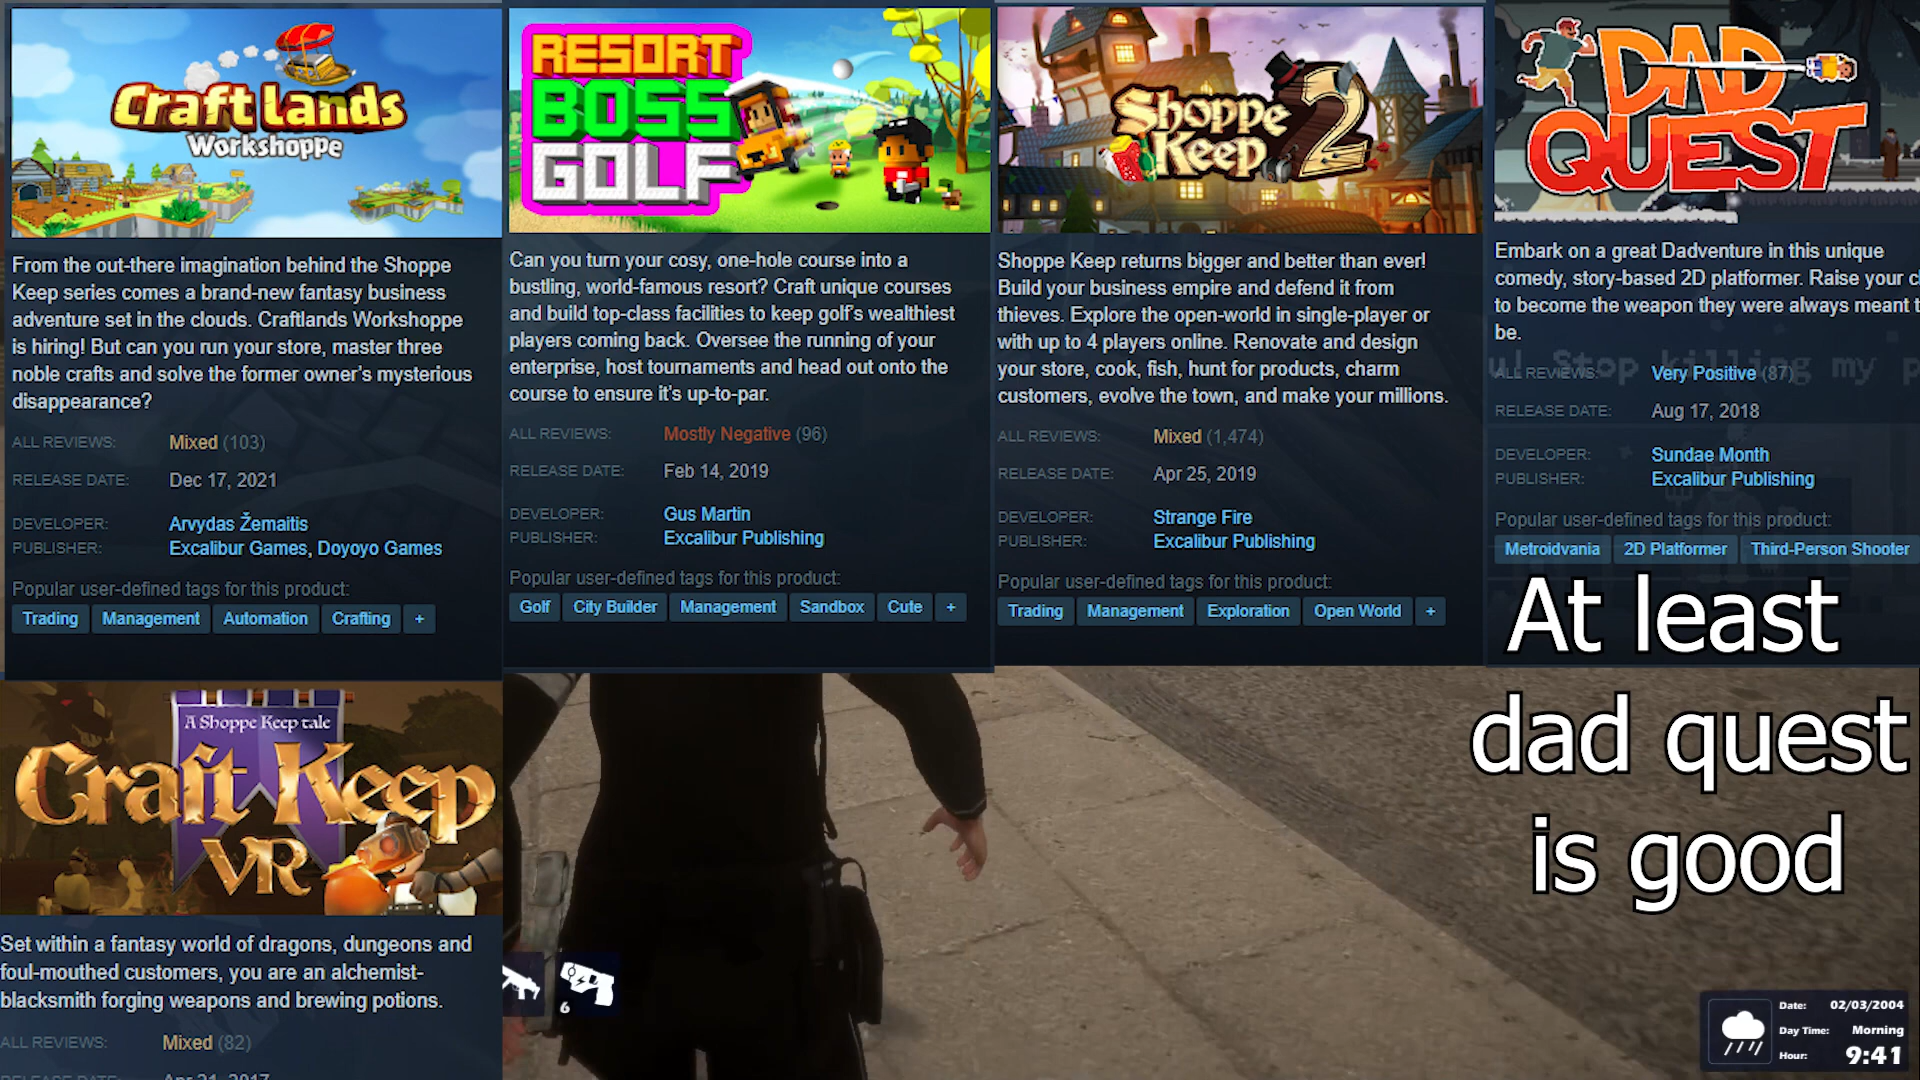 Craftlands
Workshoppe
From the out-there imagination behind the Shoppe
Keep series comes a brand-new fantasy business
adventure set in the clouds. Craftlands Workshoppe
is hiring! But can you run your store, master three
noble crafts and solve the former owner's mysterious
disappearance?
ALL REVIEWS: Mixed (103)
RELEASE DATE: Dec 17, 2021
DEVELOPER: Arvydas Žemaitis
PUBLISHER: Excalibur Games, Doyoyo Games
Popular user-defined tags for this product:
Trading Management Automation Crafting +
RESORT
BOSS
GOLF
Can you turn your cosy, one-hole course into a
bustling, world-famous resort? Craft unique courses
and build top-class facilities to keep golf's wealthiest
players coming back. Oversee the running of your
enterprise, host tournaments and head out onto the
course to ensure it's up-to-par.
ALL REVIEWS: Mostly Negative (96)
RELEASE DATE: Feb 14, 2019
DEVELOPER: Gus Martin
PUBLISHER: Excalibur Publishing
Popular user-defined tags for this product:
Golf City Builder Management Sandbox Cute +
Shoppe
Keep 2
Shoppe Keep returns bigger and better than ever!
Build your business empire and defend it from
thieves. Explore the open-world in single-player or
with up to 4 players online. Renovate and design
your store, cook, fish, hunt for products, charm
customers, evolve the town, and make your millions.
ALL REVIEWS: Mixed (1,474)
RELEASE DATE: Apr 25, 2019
DEVELOPER: Strange Fire
PUBLISHER: Excalibur Publishing
Popular user-defined tags for this product:
Trading Management Exploration Open World +
DAD
QUEST
Embark on a great Dadventure in this unique
comedy, story-based 2D platformer. Raise your
to become the weapon they were always meant
be.
Stop killing my
ALL REVIEWS: Very Positive (87)
RELEASE DATE: Aug 17, 2018
DEVELOPER: Sundae Month
PUBLISHER: Excalibur Publishing
Popular user-defined tags for this product:
Metroidvania 2D Platformer Third-Person Shooter
At least
dad quest
is good
A Shoppe Keep tale
Craft Keep
VR
Set within a fantasy world of dragons, dungeons and
foul-mouthed customers, you are an alchemist-
blacksmith forging weapons and brewing potions.
ALL REVIEWS: Mixed (82)
RELEASE DATE: Apr 21, 2017
6
Date: 02/03/2004
Day Time: Morning
Hour: 9:41